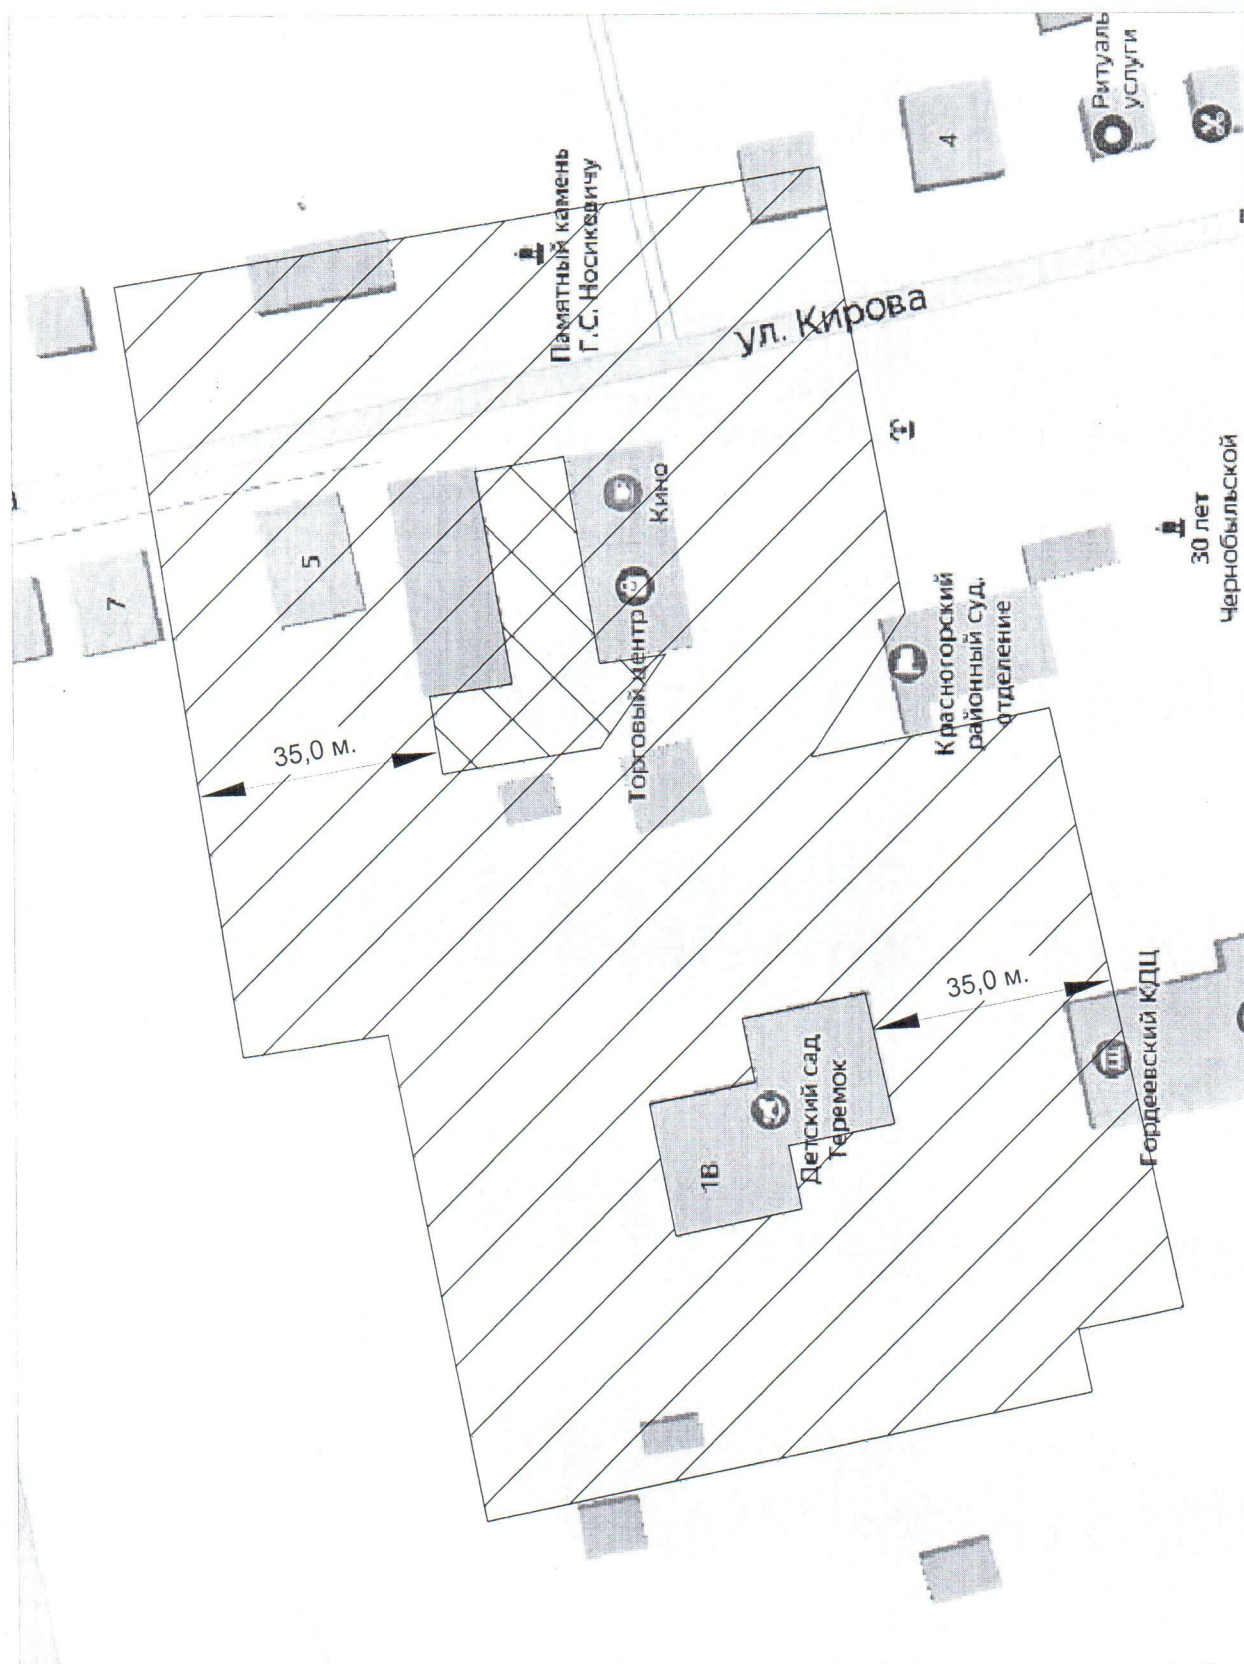 Ритуаль
услуги
4
Памятный камень
Г.С. Носикевичу
ул. Кирова
7
5
Кино
Торговый центр
35,0 м.
Красногорский
районный суд,
отделение
30 лет
Чернобыльской
35,0 м.
Детский сад
Теремок
1В
Гордеевский КДЦ